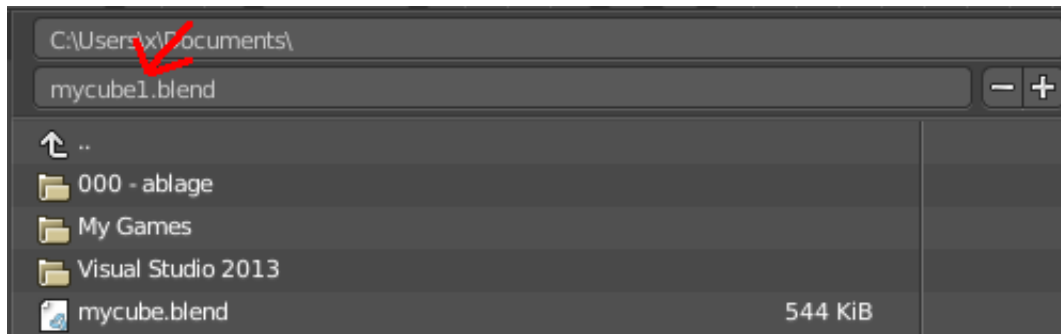 C:\Users\x\Documents\
mycube1.blend
..
000 - ablage
My Games
Visual Studio 2013
mycube.blend 544 KiB